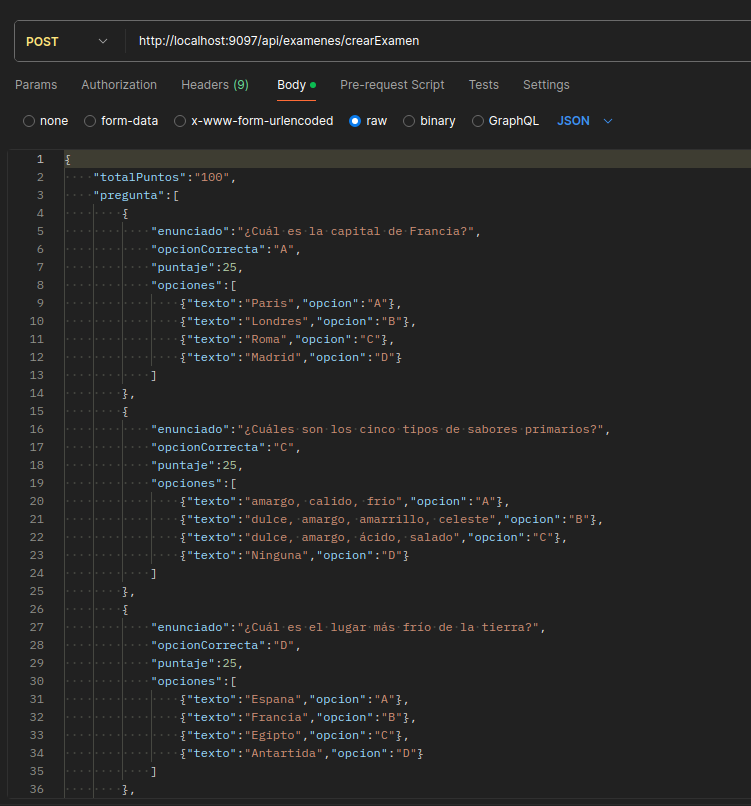 POST http://localhost:9097/api/examenes/crearExamen
Params Authorization Headers (9) Body Pre-request Script Tests Settings
none form-data x-www-form-urlencoded raw binary GraphQL JSON
1 {
2 "totalPuntos":"100",
3 "pregunta":[
4 {
5 "enunciado":"¿Cuál es la capital de Francia?",
6 "opcionCorrecta":"A",
7 "puntaje":25,
8 "opciones":[
9 {"texto":"Paris","opcion":"A"},
10 {"texto":"Londres","opcion":"B"},
11 {"texto":"Roma","opcion":"C"},
12 {"texto":"Madrid","opcion":"D"}
13 ]
14 },
15 {
16 "enunciado":"¿Cuáles son los cinco tipos de sabores primarios?",
17 "opcionCorrecta":"C",
18 "puntaje":25,
19 "opciones":[
20 {"texto":"amargo, calido, frio","opcion":"A"},
21 {"texto":"dulce, amargo, amarrillo, celeste","opcion":"B"},
22 {"texto":"dulce, amargo, ácido, salado","opcion":"C"},
23 {"texto":"Ninguna","opcion":"D"}
24 ]
25 },
26 {
27 "enunciado":"¿Cuál es el lugar más frío de la tierra?",
28 "opcionCorrecta":"D",
29 "puntaje":25,
30 "opciones":[
31 {"texto":"Espana","opcion":"A"},
32 {"texto":"Francia","opcion":"B"},
33 {"texto":"Egipto","opcion":"C"},
34 {"texto":"Antartida","opcion":"D"}
35 ]
36 },